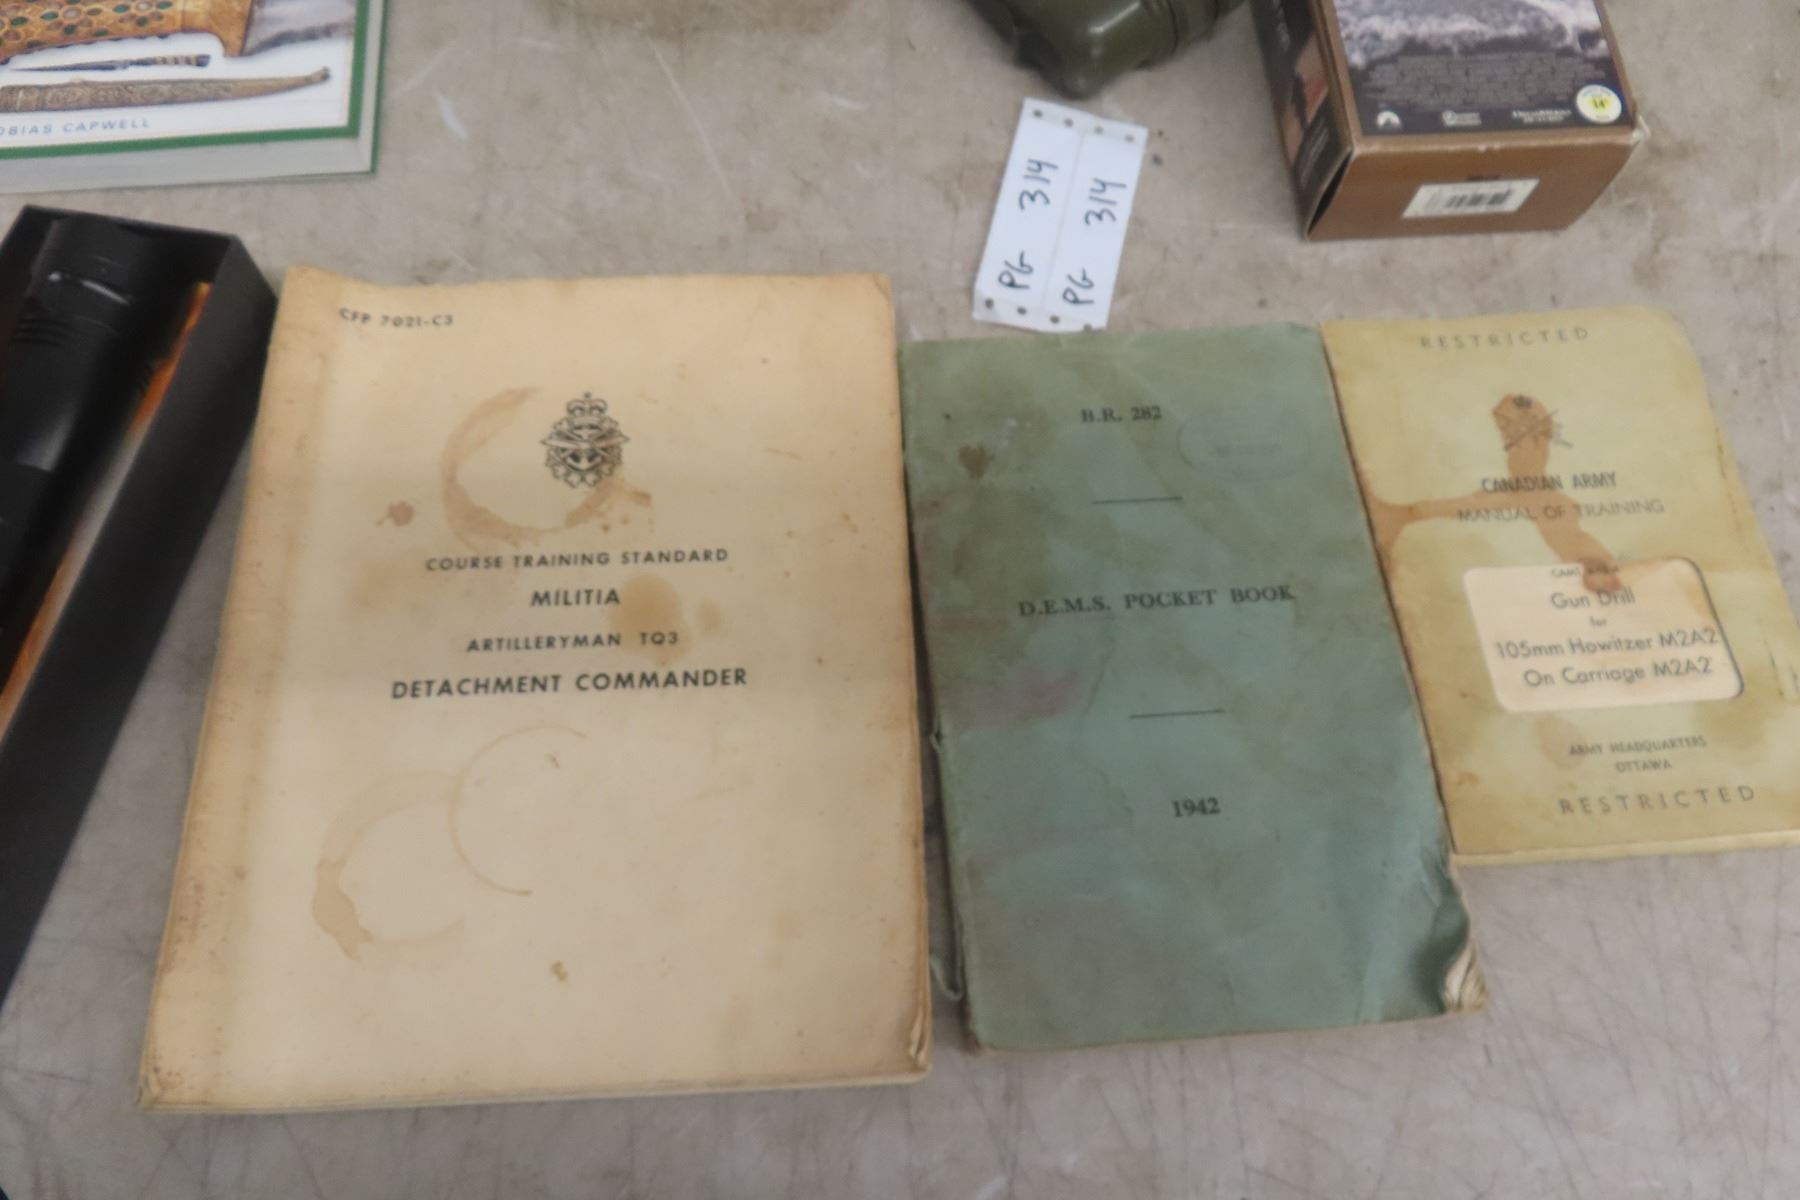 OBIAS CAPWELL
PG 314
PG 314
14
CFP 7021-C3
COURSE TRAINING STANDARD
MILITIA
ARTILLERYMAN TQ3
DETACHMENT COMMANDER
B.R. 282
D.E.M.S. POCKET BOOK
1942
RESTRICTED
CANADIAN ARMY
MANUAL OF TRAINING
Gun Drill
for
105mm Howitzer M2A2
On Carriage M2A2
ARMY HEADQUARTERS
OTTAWA
RESTRICTED